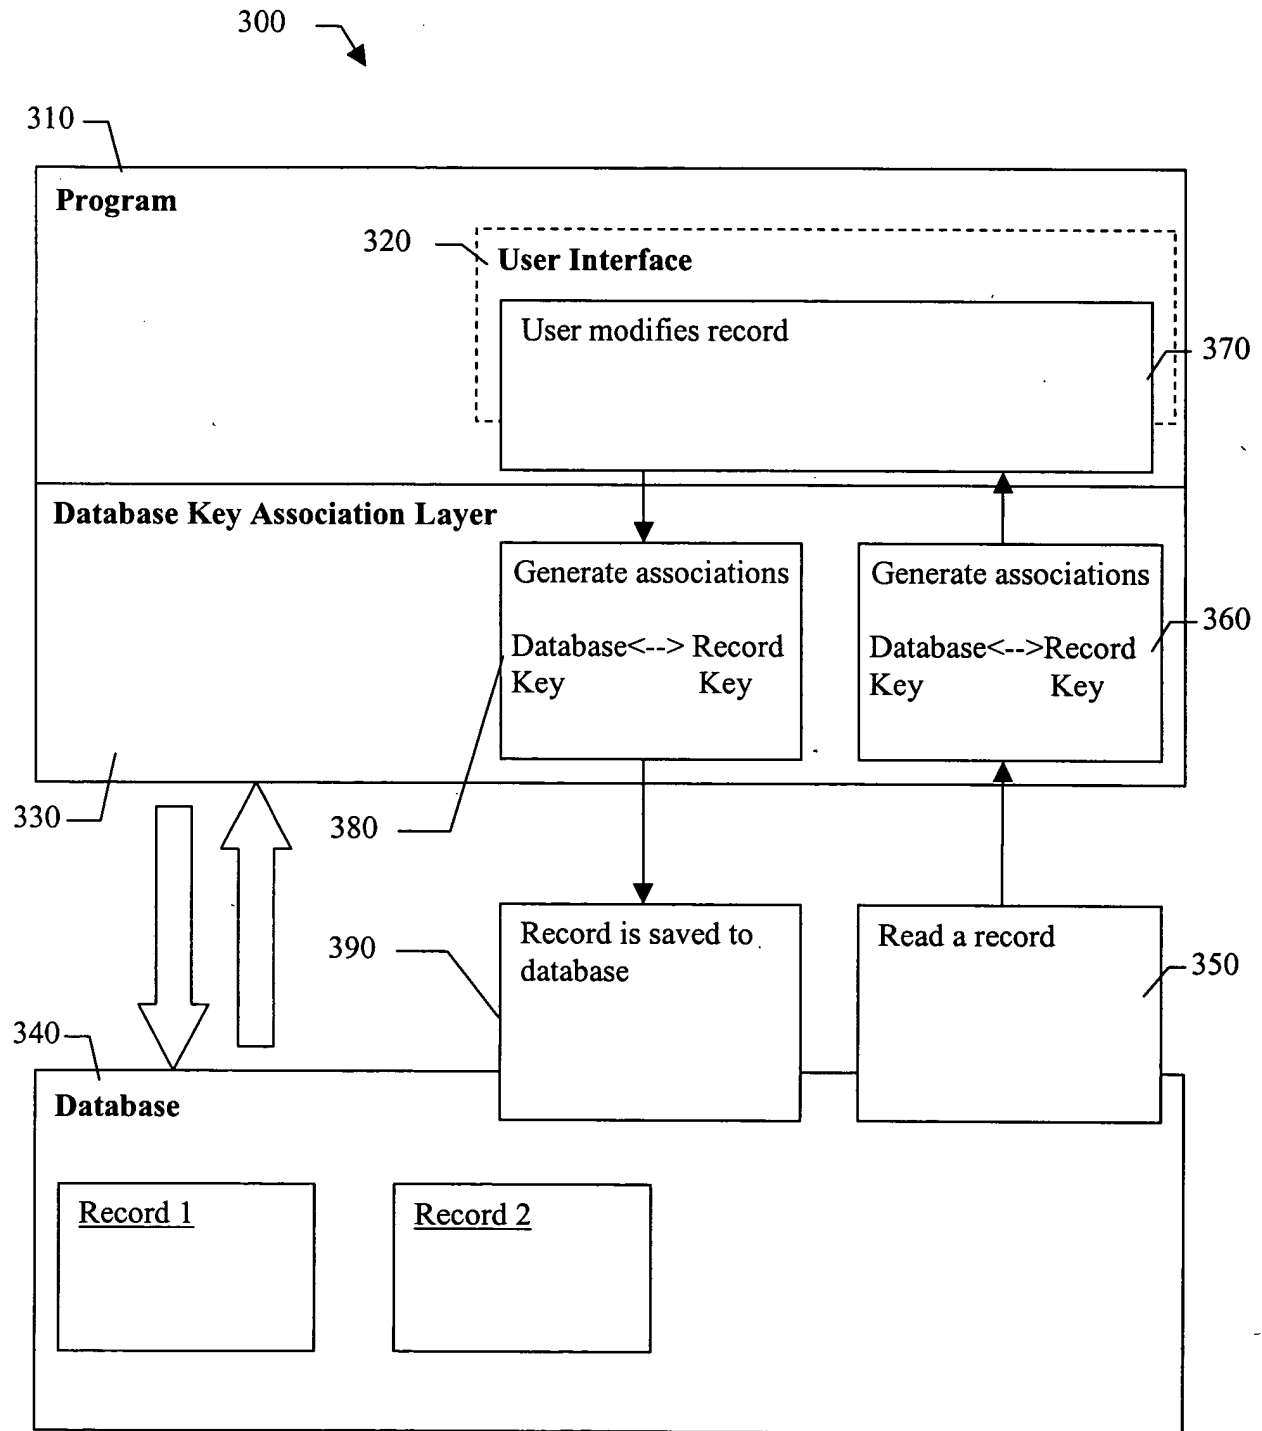 300
310
Program
320
User Interface
User modifies record
370
Database Key Association Layer
Generate associations
Database<--> Record
Key Key
Generate associations
Database<-->Record
Key Key
360
330
380
390
Record is saved to
database
Read a record
350
340
Database
Record 1
Record 2